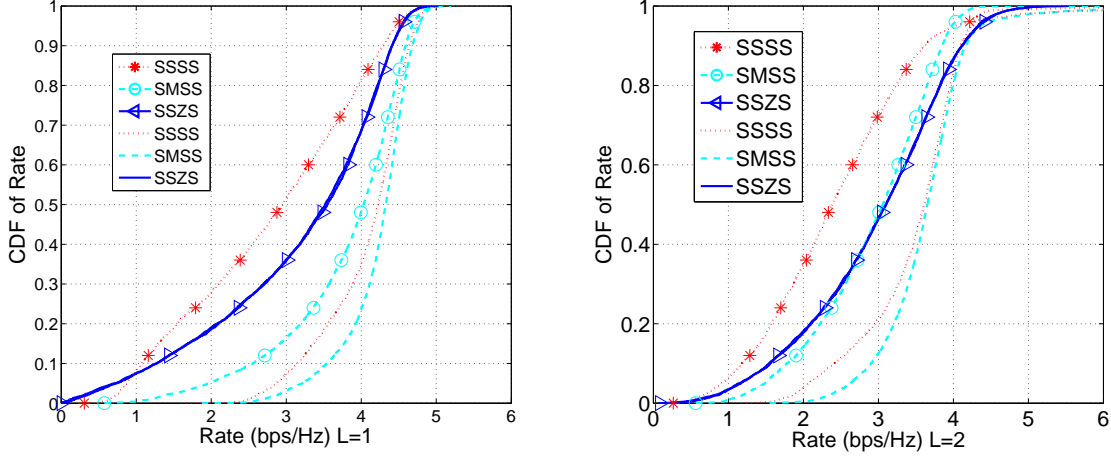 1
0.9
0.8
0.7
0.6
0.5
0.4
0.3
0.2
0.1
0
CDF of Rate
SSSS
SMSS
SSZS
SSSS
SMSS
SSZS
0 1 2 3 4 5 6
Rate (bps/Hz) L=1
1
0.8
0.6
0.4
0.2
0
CDF of Rate
SSSS
SMSS
SSZS
SSSS
SMSS
SSZS
0 1 2 3 4 5 6
Rate (bps/Hz) L=2